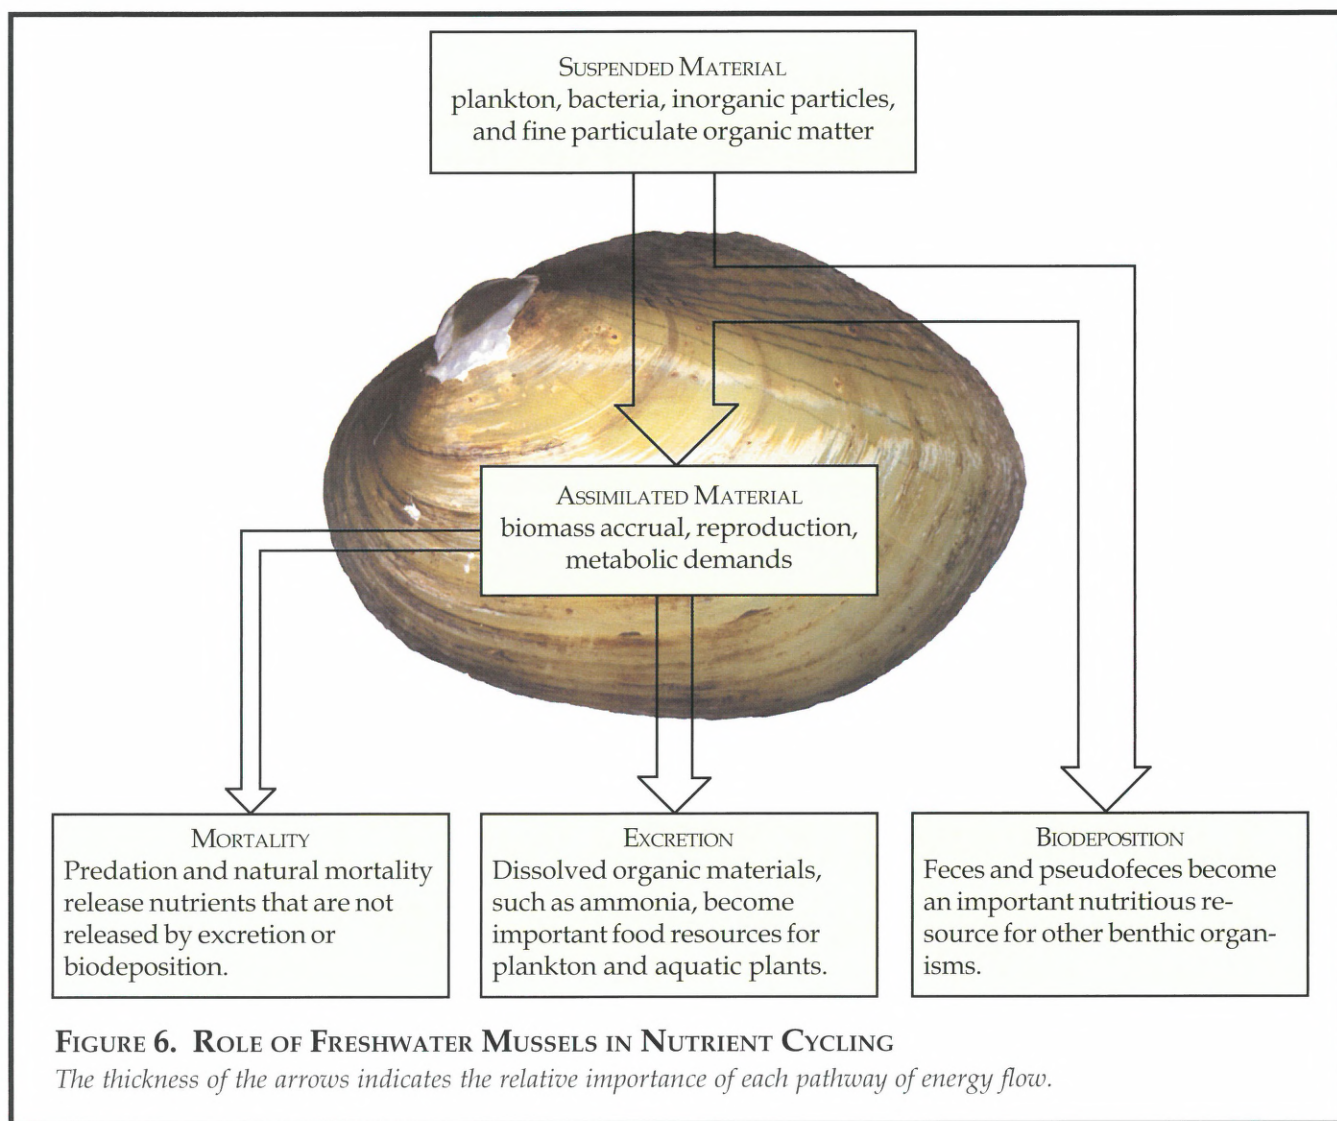 SUSPENDED MATERIAL
plankton, bacteria, inorganic particles,
and fine particulate organic matter
ASSIMILATED MATERIAL
biomass accrual, reproduction,
metabolic demands
MORTALITY
Predation and natural mortality
release nutrients that are not
released by excretion or
biodeposition.
EXCRETION
Dissolved organic materials,
such as ammonia, become
important food resources for
plankton and aquatic plants.
BIODEPOSITION
Feces and pseudofeces become
an important nutritious re-
source for other benthic organ-
isms.
FIGURE 6. ROLE OF FRESHWATER MUSSELS IN NUTRIENT CYCLING
The thickness of the arrows indicates the relative importance of each pathway of energy flow.